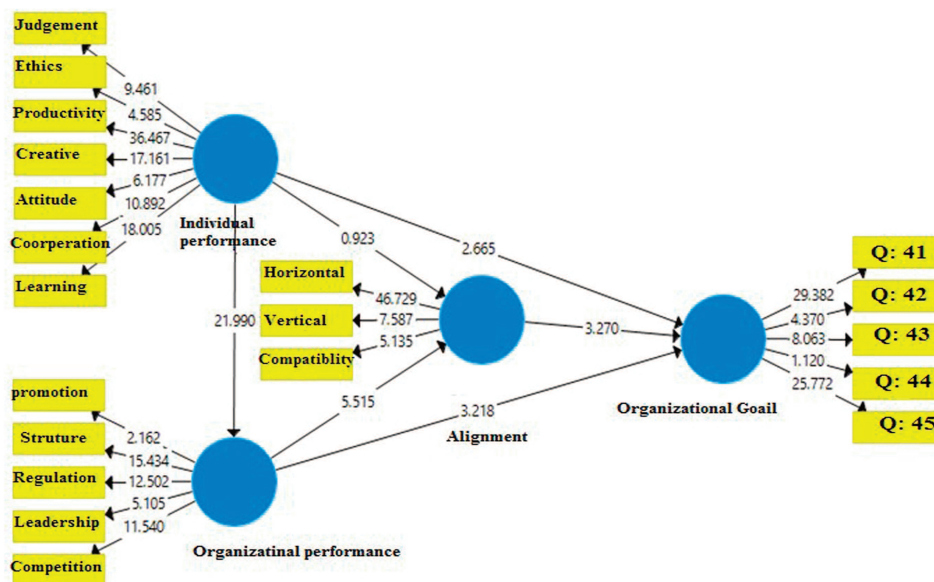 Judgement
Ethics
Productivity
Creative
Attitude
Coorperation
Learning
9.461
4.585
36.467
17.161
6.177
10.892
18.005
Individual
performance
0.923
2.665
21.990
Horizontal
Vertical
Compatiblity
46.729
7.587
5.135
3.270
5.515
3.218
Alignment
Organizational Goail
29.382
4.370
8.063
1.120
25.772
Q: 41
Q: 42
Q: 43
Q: 44
Q: 45
promotion
Struture
Regulation
Leadership
Competition
2.162
15.434
12.502
5.105
11.540
Organizatinal performance